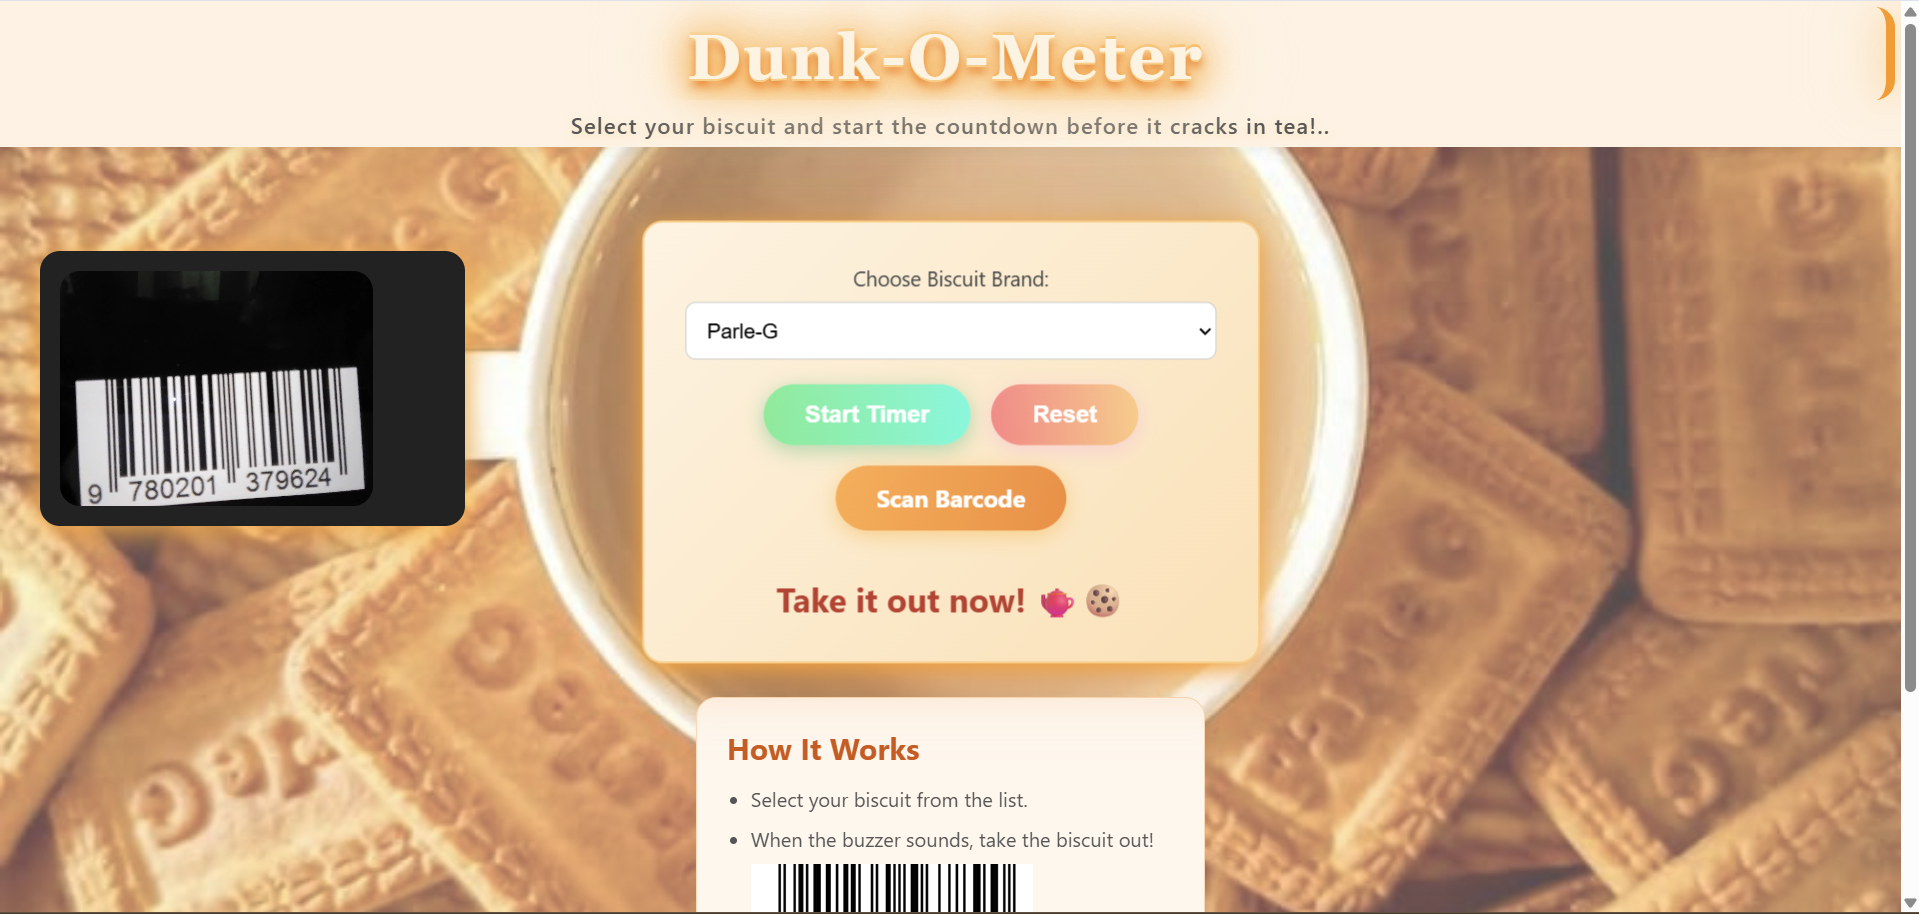 Dunk-O-Meter
Select your biscuit and start the countdown before it cracks in tea!..
9 780201 379624
Choose Biscuit Brand:
Parle-G
Start Timer
Reset
Scan Barcode
Take it out now! 🫖 🍪
How It Works
• Select your biscuit from the list.
• When the buzzer sounds, take the biscuit out!